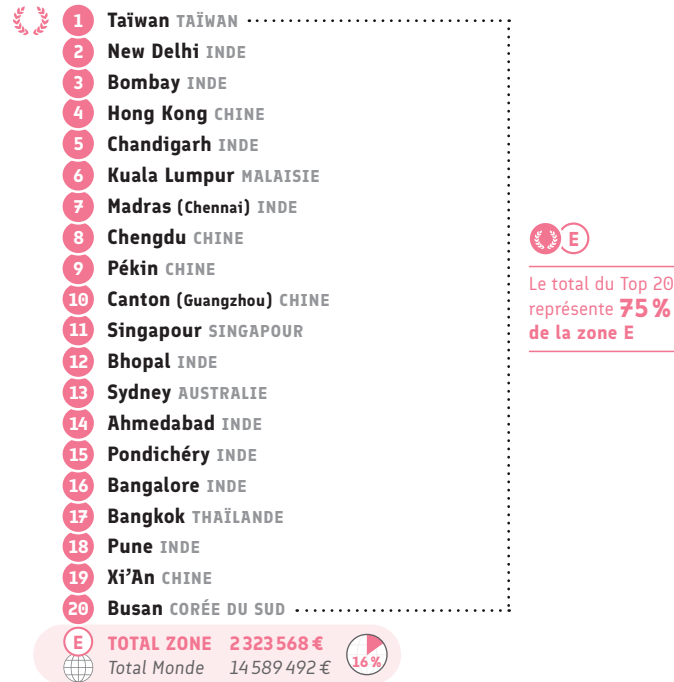 1 Taïwan TAÏWAN
2 New Delhi INDE
3 Bombay INDE
4 Hong Kong CHINE
5 Chandigarh INDE
6 Kuala Lumpur MALAISIE
7 Madras (Chennai) INDE
8 Chengdu CHINE
9 Pékin CHINE
10 Canton (Guangzhou) CHINE
11 Singapour SINGAPOUR
12 Bhopal INDE
13 Sydney AUSTRALIE
14 Ahmedabad INDE
15 Pondichéry INDE
16 Bangalore INDE
17 Bangkok THAÏLANDE
18 Pune INDE
19 Xi’An CHINE
20 Busan CORÉE DU SUD
E TOTAL ZONE 2 323 568 €
Total Monde 14 589 492 €
16 %
E
Le total du Top 20
représente 75 %
de la zone E